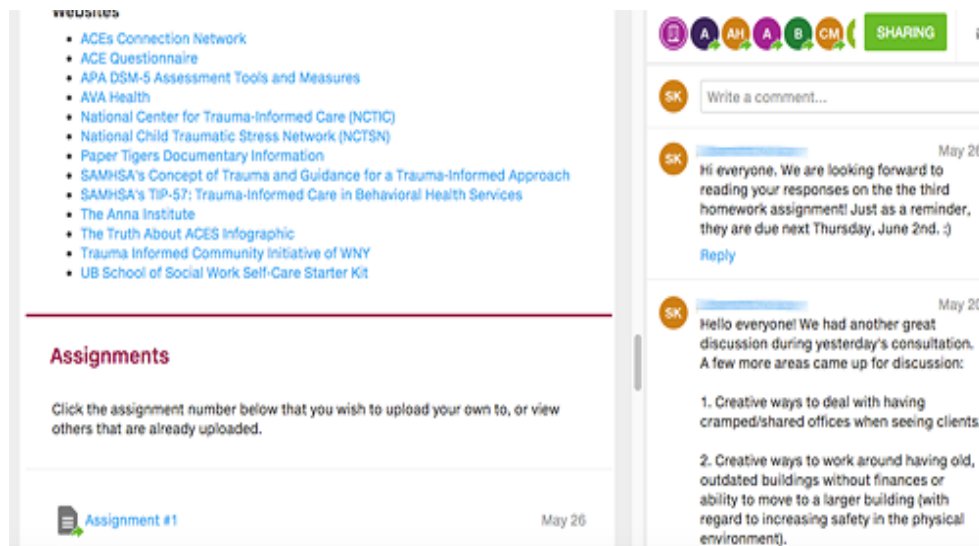 Websites
ACEs Connection Network
ACE Questionnaire
APA DSM-5 Assessment Tools and Measures
AVA Health
National Center for Trauma-Informed Care (NCTIC)
National Child Traumatic Stress Network (NCTSN)
Paper Tigers Documentary Information
SAMHSA's Concept of Trauma and Guidance for a Trauma-Informed Approach
SAMHSA's TIP-57: Trauma-Informed Care in Behavioral Health Services
The Anna Institute
The Truth About ACES Infographic
Trauma Informed Community Initiative of WNY
UB School of Social Work Self-Care Starter Kit
Assignments
Click the assignment number below that you wish to upload your own to, or view
others that are already uploaded.
Assignment #1 May 26
A AH A B CM SHARING
SK Write a comment...
SK May 26
Hi everyone. We are looking forward to
reading your responses on the the third
homework assignment! Just as a reminder,
they are due next Thursday, June 2nd. :)
Reply
SK May 20
Hello everyone! We had another great
discussion during yesterday's consultation.
A few more areas came up for discussion:
1. Creative ways to deal with having
cramped/shared offices when seeing clients
2. Creative ways to work around having old,
outdated buildings without finances or
ability to move to a larger building (with
regard to increasing safety in the physical
environment).